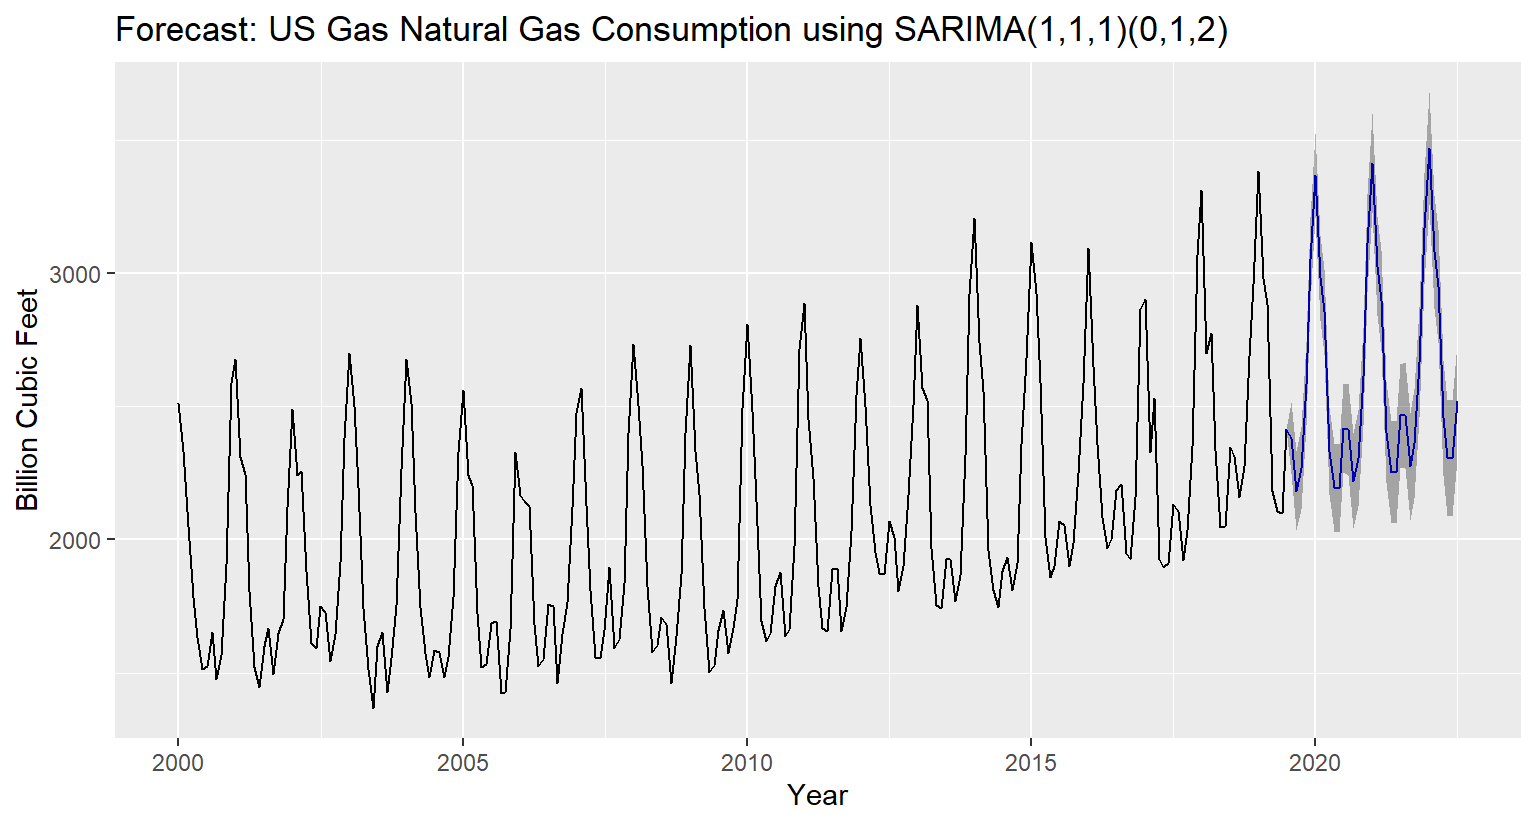 Forecast: US Gas Natural Gas Consumption using SARIMA(1,1,1)(0,1,2)
Billion Cubic Feet
3000
2000
2000 2005 2010 2015 2020
Year